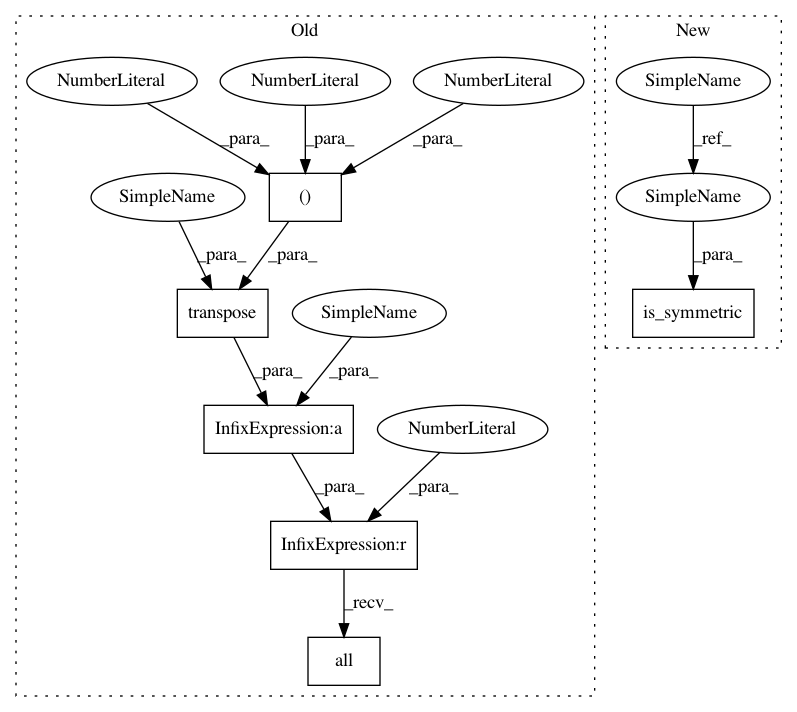 Old
New
NumberLiteral
NumberLiteral
NumberLiteral
SimpleName
_para_
_para_
_para_
_ref_
SimpleName
()
SimpleName
_para_
_para_
_para_
transpose
SimpleName
is_symmetric
_para_
_para_
InfixExpression:a
NumberLiteral
_para_
_para_
InfixExpression:r
_recv_
all